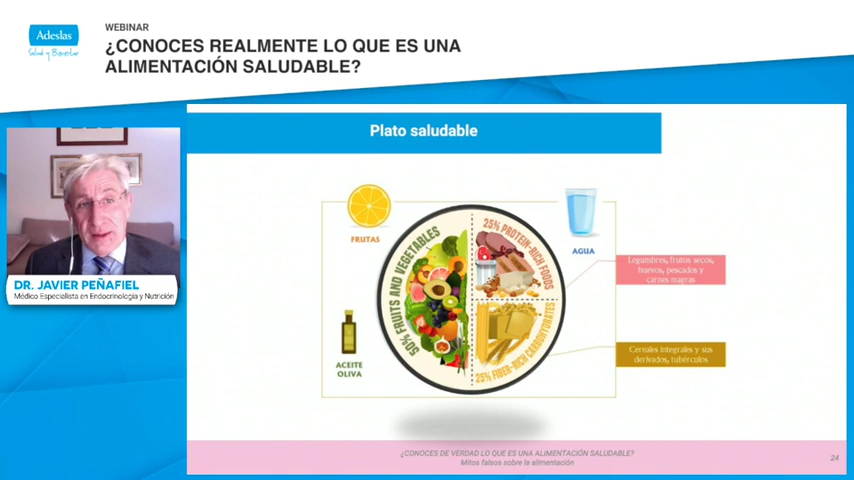 Adeslas
Salud y Bienestar
WEBINAR
¿CONOCES REALMENTE LO QUE ES UNA
ALIMENTACIÓN SALUDABLE?
Plato saludable
FRUTAS
AGUA
50% FRUITS AND VEGETABLES
25% PROTEIN-RICH FOODS
25% FIBER-RICH CARBOHYDRATES
ACEITE
OLIVA
Legumbres, frutos secos,
huevos, pescados y
carnes magras
Cereales integrales y sus
derivados, tubérculos
DR. JAVIER PEÑAFIEL
Médico Especialista en Endocrinología y Nutrición
¿CONOCES DE VERDAD LO QUE ES UNA ALIMENTACIÓN SALUDABLE?
Mitos falsos sobre la alimentación
24